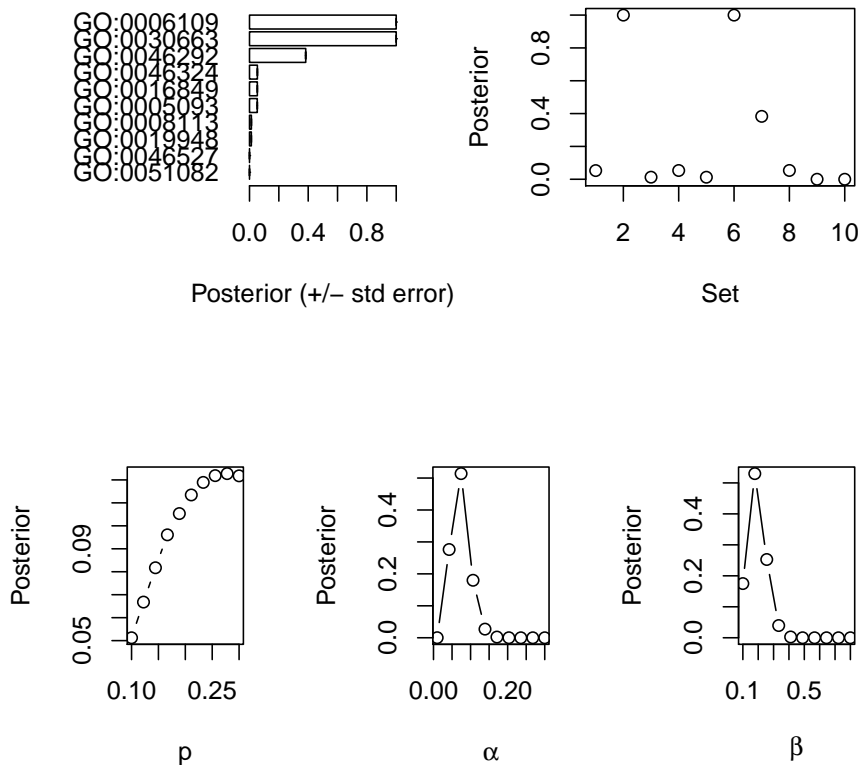 GO:0006109
GO:0030663
GO:0046292
GO:0046324
GO:0016849
GO:0005093
GO:0008113
GO:0019948
GO:0046527
GO:0051082
0.0 0.4 0.8
Posterior (+/− std error)
Posterior
0.0 0.4 0.8
2 4 6 8 10
Set
Posterior
0.05 0.09
0.10 0.25
p
Posterior
0.0 0.2 0.4
0.00 0.20
α
Posterior
0.0 0.2 0.4
0.1 0.5
β